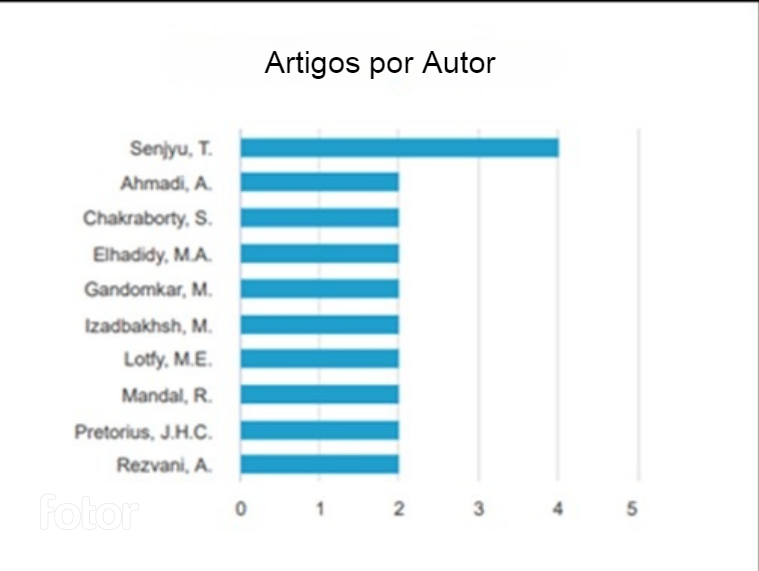 Artigos por Autor
Senjyu, T.
Ahmadi, A.
Chakraborty, S.
Elhadidy, M.A.
Gandomkar, M.
Izadbakhsh, M.
Lotfy, M.E.
Mandal, R.
Pretorius, J.H.C.
Rezvani, A.
0 1 2 3 4 5
fotor